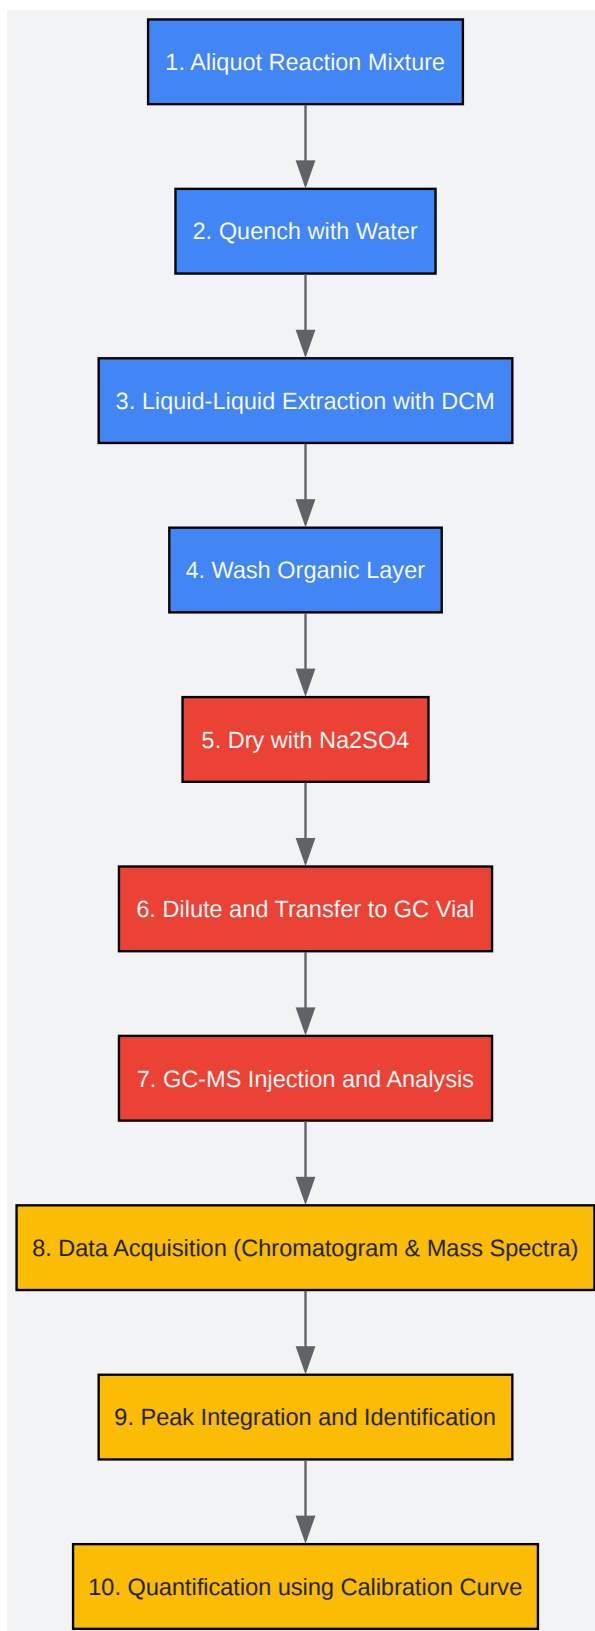 1. Aliquot Reaction Mixture
2. Quench with Water
3. Liquid-Liquid Extraction with DCM
4. Wash Organic Layer
5. Dry with Na2SO4
6. Dilute and Transfer to GC Vial
7. GC-MS Injection and Analysis
8. Data Acquisition (Chromatogram & Mass Spectra)
9. Peak Integration and Identification
10. Quantification using Calibration Curve